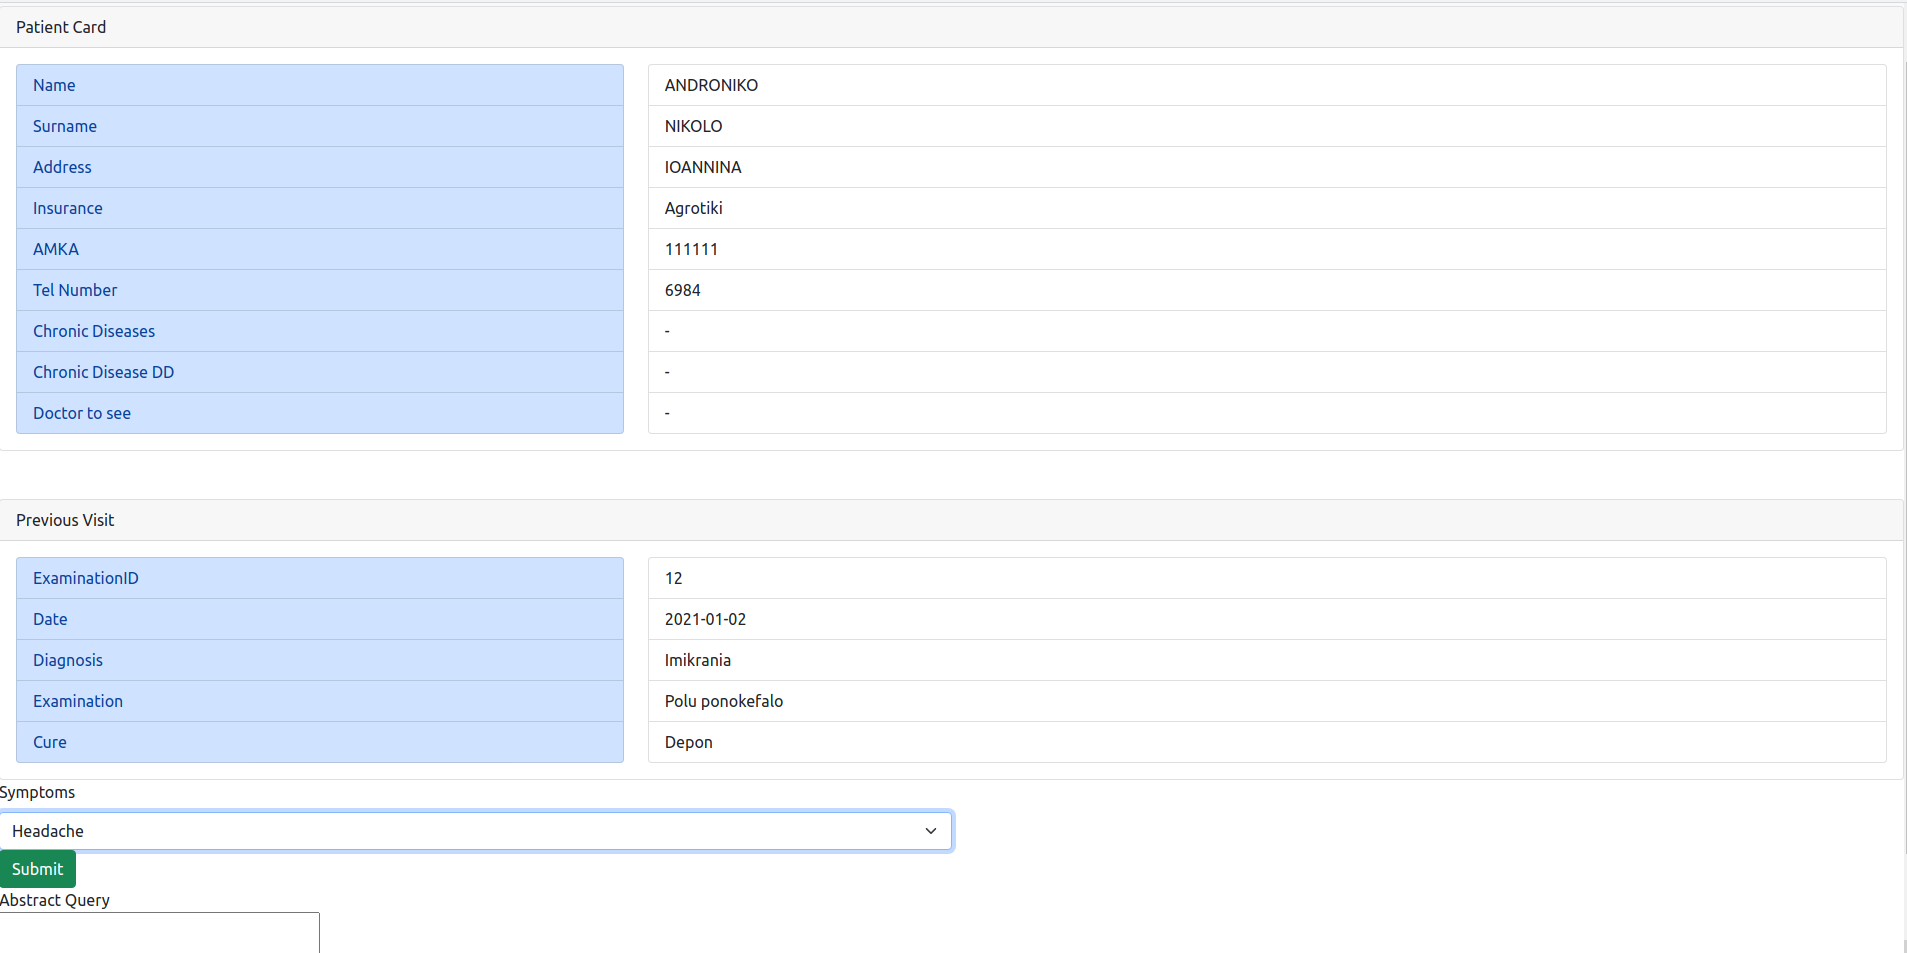 Patient Card
Name ANDRONIKO
Surname NIKOLO
Address IOANNINA
Insurance Agrotiki
AMKA 111111
Tel Number 6984
Chronic Diseases -
Chronic Disease DD -
Doctor to see -
Previous Visit
ExaminationID 12
Date 2021-01-02
Diagnosis Imikrania
Examination Polu ponokefalo
Cure Depon
Symptoms
Headache
Submit
Abstract Query